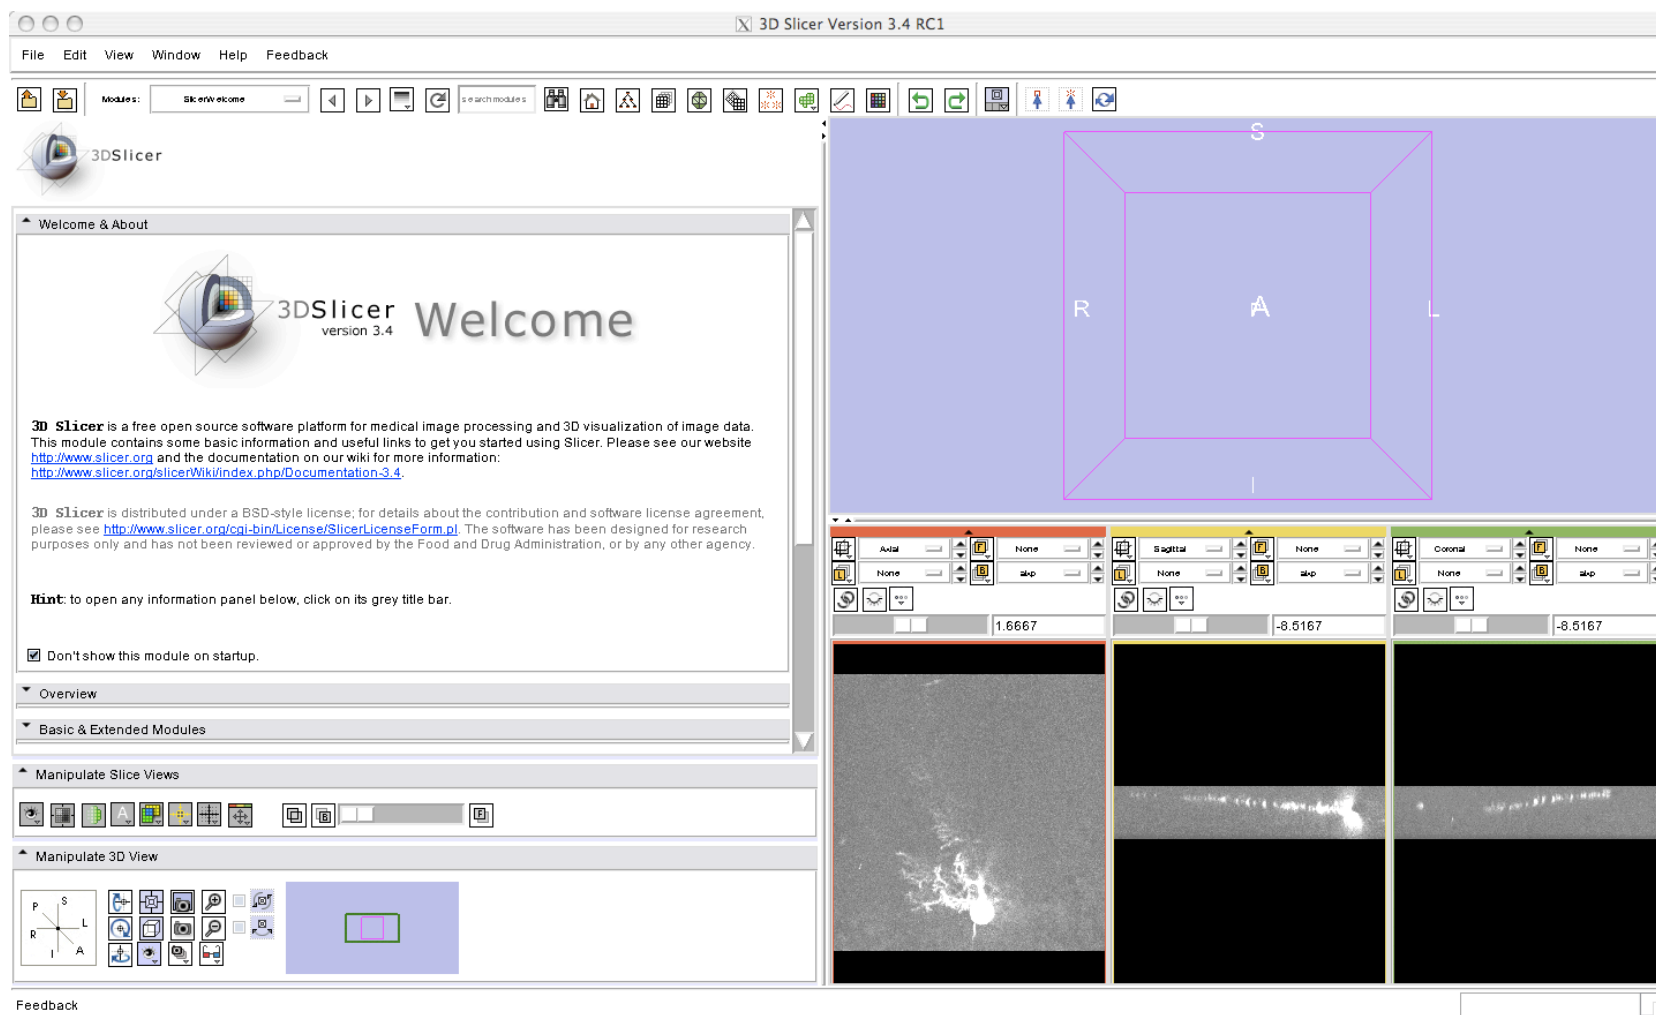 3D Slicer Version 3.4 RC1
File Edit View Window Help Feedback
Modules: SlicerWelcome search modules
3DSlicer
Welcome & About
3DSlicer
version 3.4
Welcome
3D Slicer is a free open source software platform for medical image processing and 3D visualization of image data.
This module contains some basic information and useful links to get you started using Slicer. Please see our website
http://www.slicer.org and the documentation on our wiki for more information:
http://www.slicer.org/slicerWiki/index.php/Documentation-3.4.
3D Slicer is distributed under a BSD-style license; for details about the contribution and software license agreement,
please see http://www.slicer.org/cgi-bin/License/SlicerLicenseForm.pl. The software has been designed for research
purposes only and has not been reviewed or approved by the Food and Drug Administration, or by any other agency.
Hint: to open any information panel below, click on its grey title bar.
Don't show this module on startup.
Overview
Basic & Extended Modules
Manipulate Slice Views
A B F
Manipulate 3D View
P S
R L
I A
Feedback
S
R A L
I
Axial F None
L None B
1.6667
Sagittal F None
L None B
-8.5167
Coronal F None
L None B
-8.5167